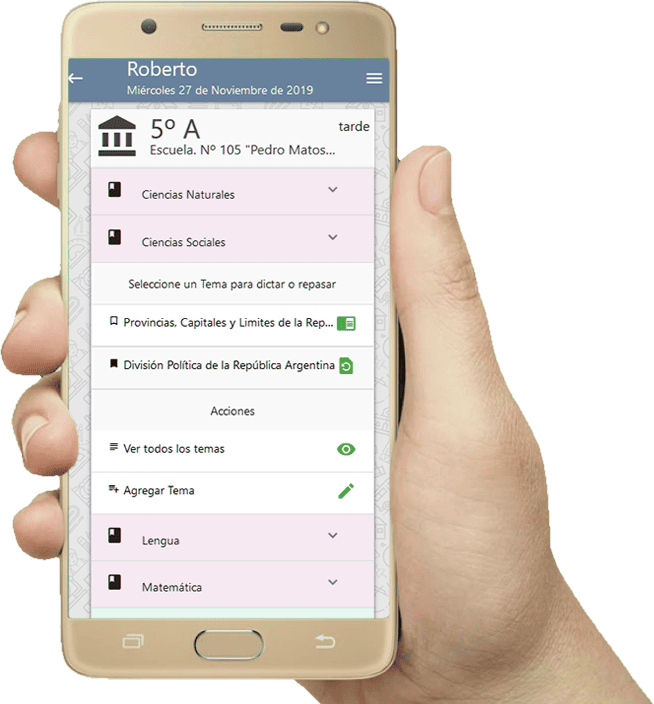 Roberto
Miércoles 27 de Noviembre de 2019
5º A
tarde
Escuela. Nº 105 "Pedro Matos...
Ciencias Naturales
Ciencias Sociales
Seleccione un Tema para dictar o repasar
Provincias, Capitales y Limites de la Rep...
División Política de la República Argentina
Acciones
Ver todos los temas
Agregar Tema
Lengua
Matemática